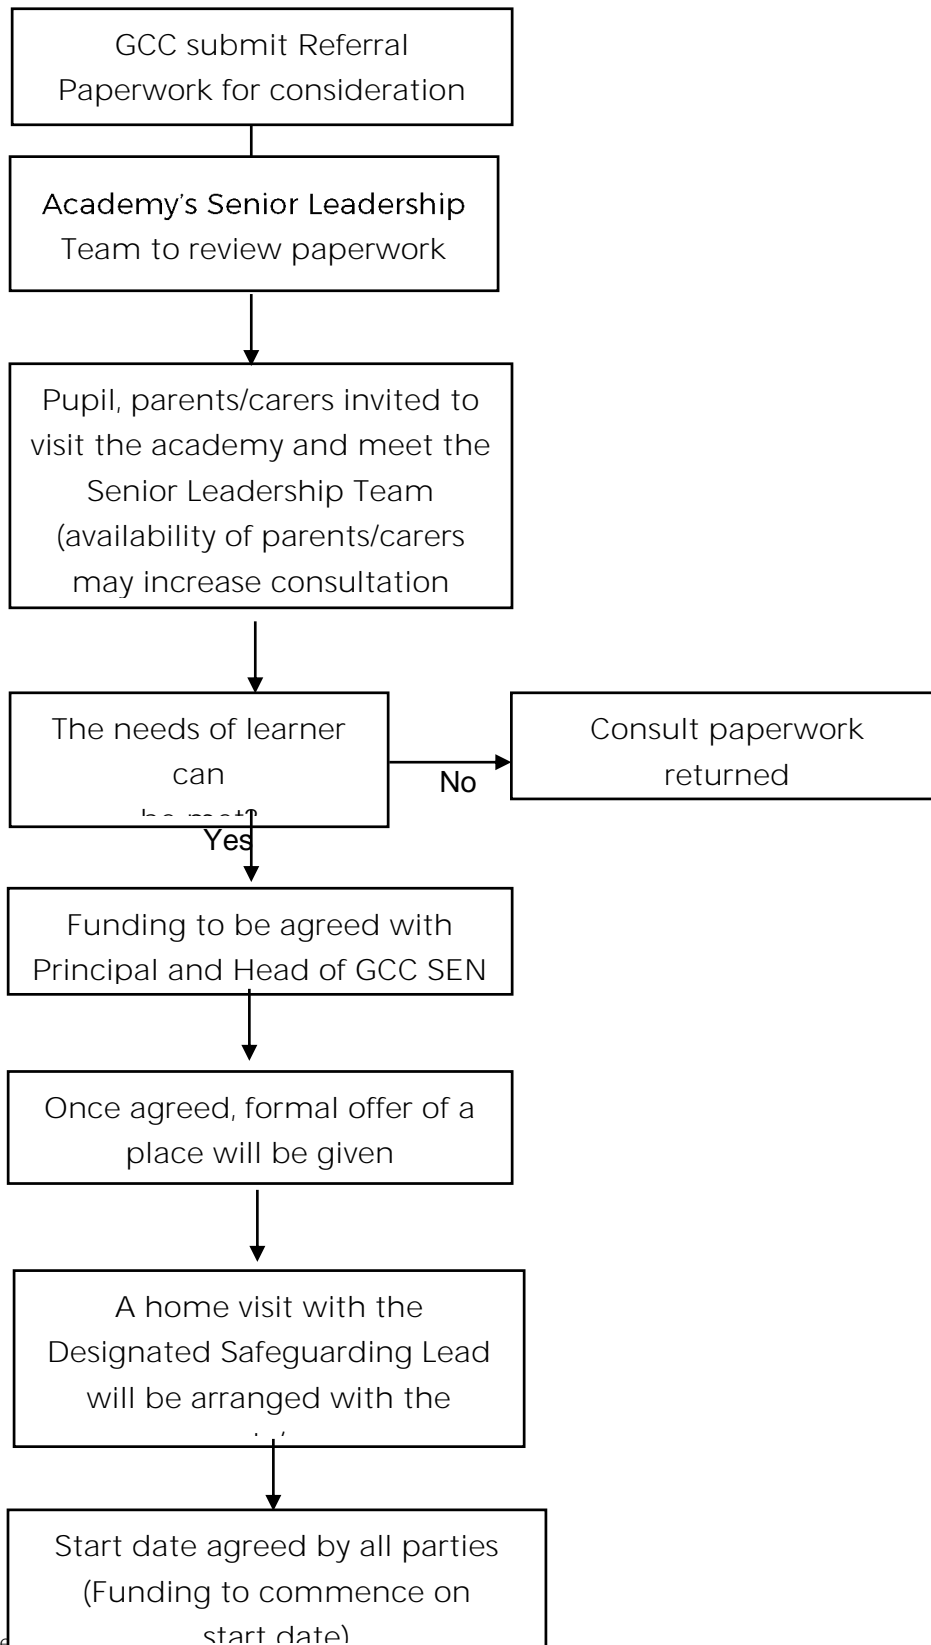 GCC submit Referral
Paperwork for consideration
Academy's Senior Leadership
Team to review paperwork
Pupil, parents/carers invited to
visit the academy and meet the
Senior Leadership Team
(availability of parents/carers
may increase consultation
The needs of learner
can
be met?
No
Consult paperwork
returned
Yes
Funding to be agreed with
Principal and Head of GCC SEN
Once agreed, formal offer of a
place will be given
A home visit with the
Designated Safeguarding Lead
will be arranged with the
Start date agreed by all parties
(Funding to commence on
start date)